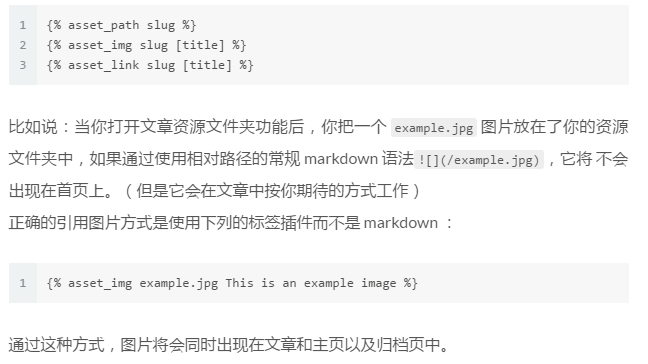 1 {% asset_path slug %}
2 {% asset_img slug [title] %}
3 {% asset_link slug [title] %}
比如说：当你打开文章资源文件夹功能后，你把一个 example.jpg 图片放在了你的资源
文件夹中，如果通过使用相对路径的常规 markdown 语法 ![](/example.jpg) ，它将 不会
出现在首页上。（但是它会在文章中按你期待的方式工作）
正确的引用图片方式是使用下列的标签插件而不是 markdown ：
1 {% asset_img example.jpg This is an example image %}
通过这种方式，图片将会同时出现在文章和主页以及归档页中。